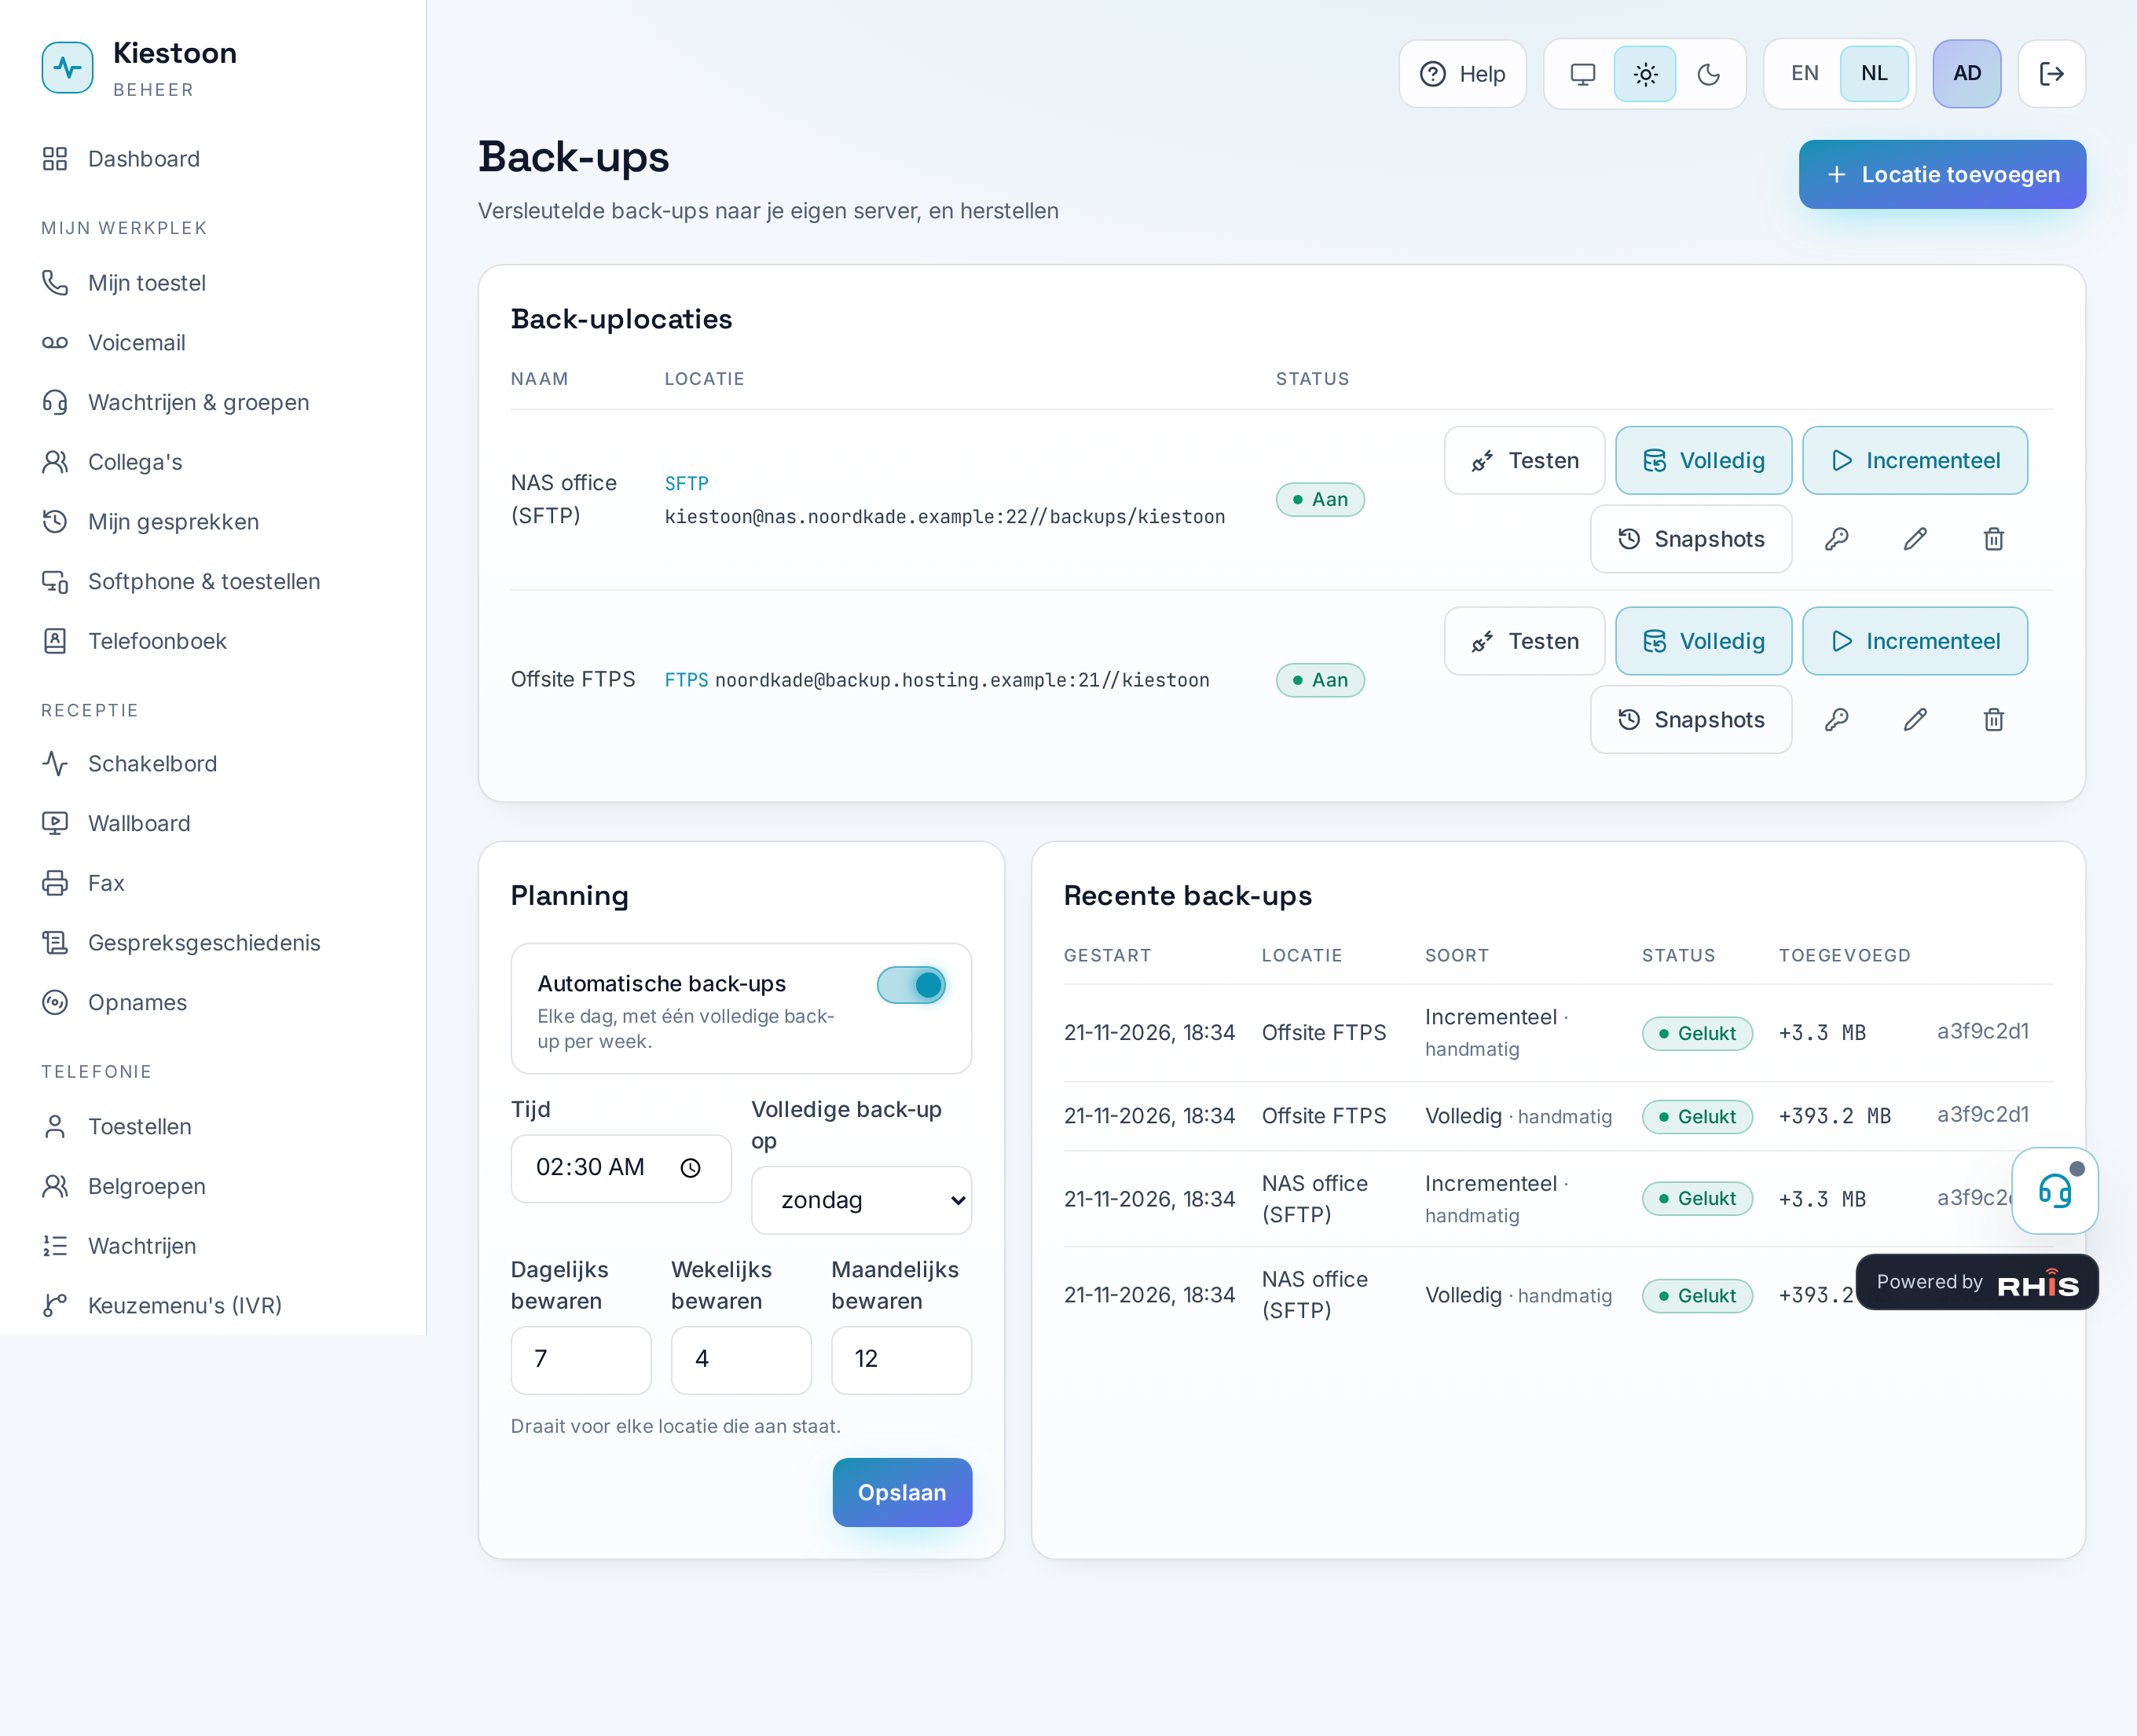 Kiestoon
BEHEER
Help
EN
NL
AD
Dashboard
MIJN WERKPLEK
Mijn toestel
Voicemail
Wachtrijen & groepen
Collega's
Mijn gesprekken
Softphone & toestellen
Telefoonboek
RECEPTIE
Schakelbord
Wallboard
Fax
Gespreksgeschiedenis
Opnames
TELEFONIE
Toestellen
Belgroepen
Wachtrijen
Keuzemenu's (IVR)
Back-ups
Versleutelde back-ups naar je eigen server, en herstellen
Locatie toevoegen
Back-uplocaties
NAAM LOCATIE STATUS
NAS office
(SFTP)
SFTP
kiestoon@nas.noordkade.example:22//backups/kiestoon
Aan
Testen Volledig Incrementeel
Snapshots
Offsite FTPS
FTPS noordkade@backup.hosting.example:21//kiestoon
Aan
Testen Volledig Incrementeel
Snapshots
Planning
Automatische back-ups
Elke dag, met één volledige back-
up per week.
Tijd
02:30 AM
Volledige back-up
op
zondag
Dagelijks
bewaren
7
Wekelijks
bewaren
4
Maandelijks
bewaren
12
Draait voor elke locatie die aan staat.
Opslaan
Recente back-ups
GESTART LOCATIE SOORT STATUS TOEGEVOEGD
21-11-2026, 18:34 Offsite FTPS Incrementeel ·
handmatig
Gelukt +3.3 MB a3f9c2d1
21-11-2026, 18:34 Offsite FTPS Volledig · handmatig Gelukt +393.2 MB a3f9c2d1
21-11-2026, 18:34 NAS office
(SFTP)
Incrementeel ·
handmatig
Gelukt +3.3 MB a3f9c2
21-11-2026, 18:34 NAS office
(SFTP)
Volledig · handmatig Gelukt +393.2
Powered by RHiS